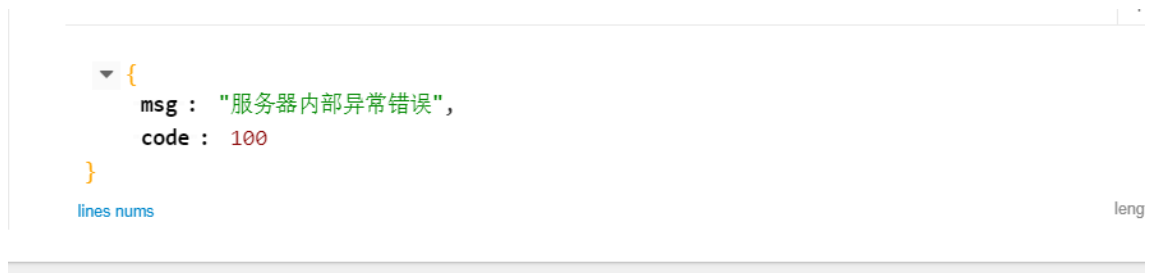 {
msg : "服务器内部异常错误",
code : 100
}
lines nums
leng